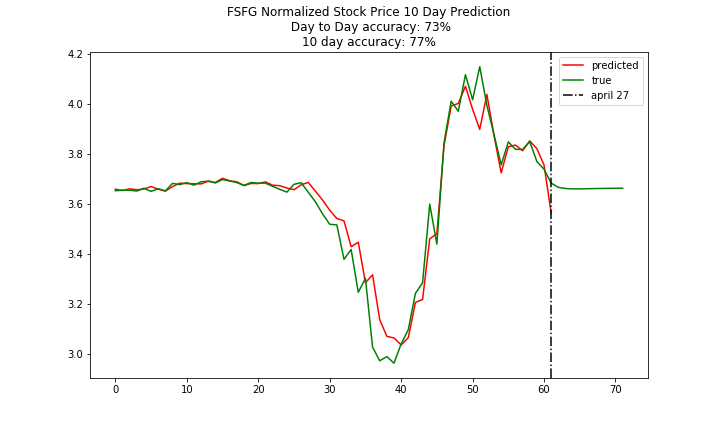 FSFG Normalized Stock Price 10 Day Prediction
Day to Day accuracy: 73%
10 day accuracy: 77%
4.2
4.0
3.8
3.6
3.4
3.2
3.0
0 10 20 30 40 50 60 70
predicted
true
april 27